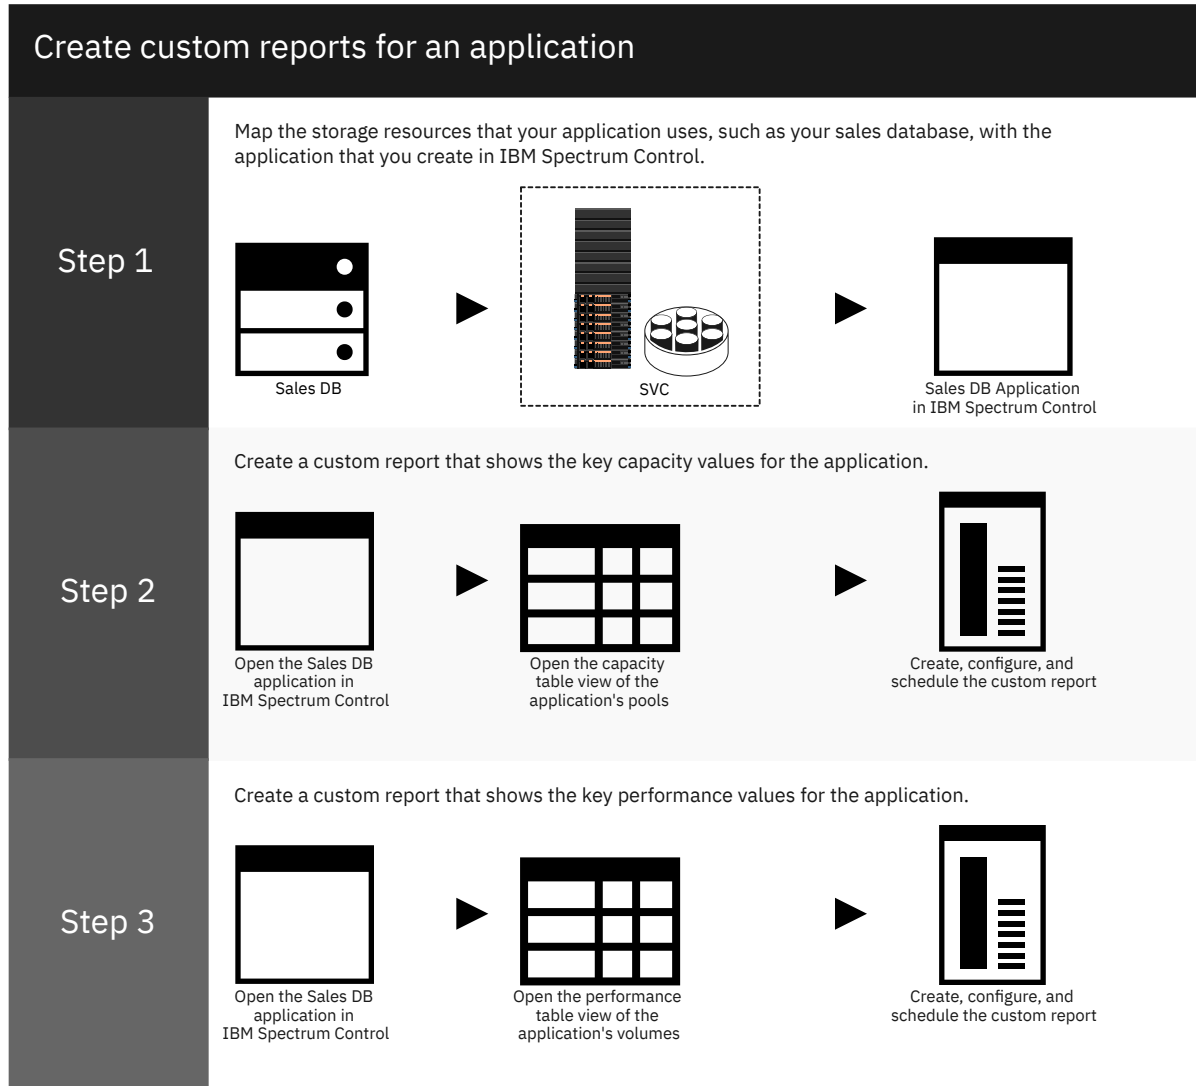 Create custom reports for an application
Step 1
Map the storage resources that your application uses, such as your sales database, with the
application that you create in IBM Spectrum Control.
Sales DB
SVC
Sales DB Application
in IBM Spectrum Control
Step 2
Create a custom report that shows the key capacity values for the application.
Open the Sales DB
application in
IBM Spectrum Control
Open the capacity
table view of the
application's pools
Create, configure, and
schedule the custom report
Step 3
Create a custom report that shows the key performance values for the application.
Open the Sales DB
application in
IBM Spectrum Control
Open the performance
table view of the
application's volumes
Create, configure, and
schedule the custom report